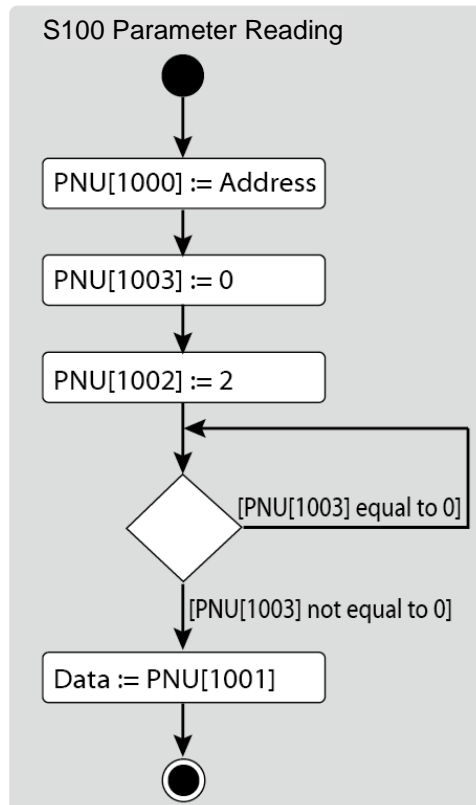 S100 Parameter Reading
PNU[1000] := Address
PNU[1003] := 0
PNU[1002] := 2
[PNU[1003] equal to 0]
[PNU[1003] not equal to 0]
Data := PNU[1001]